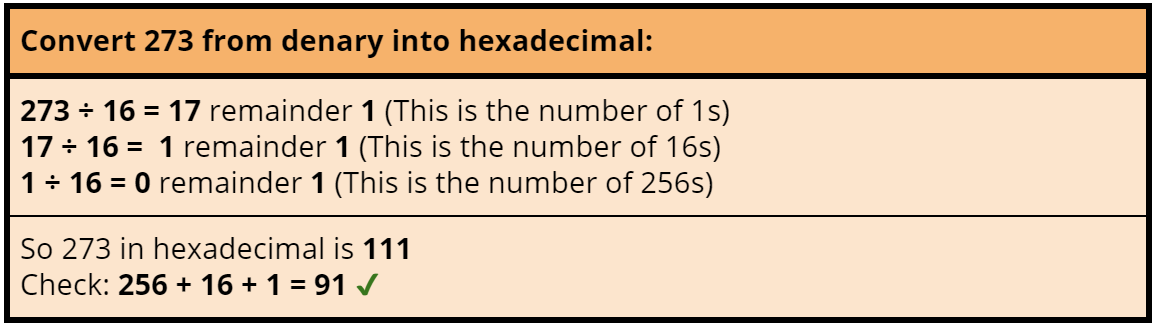 Convert 273 from denary into hexadecimal:
273 ÷ 16 = 17 remainder 1 (This is the number of 1s)
17 ÷ 16 =  1 remainder 1 (This is the number of 16s)
1 ÷ 16 = 0 remainder 1 (This is the number of 256s)
So 273 in hexadecimal is 111
Check: 256 + 16 + 1 = 91 ✓